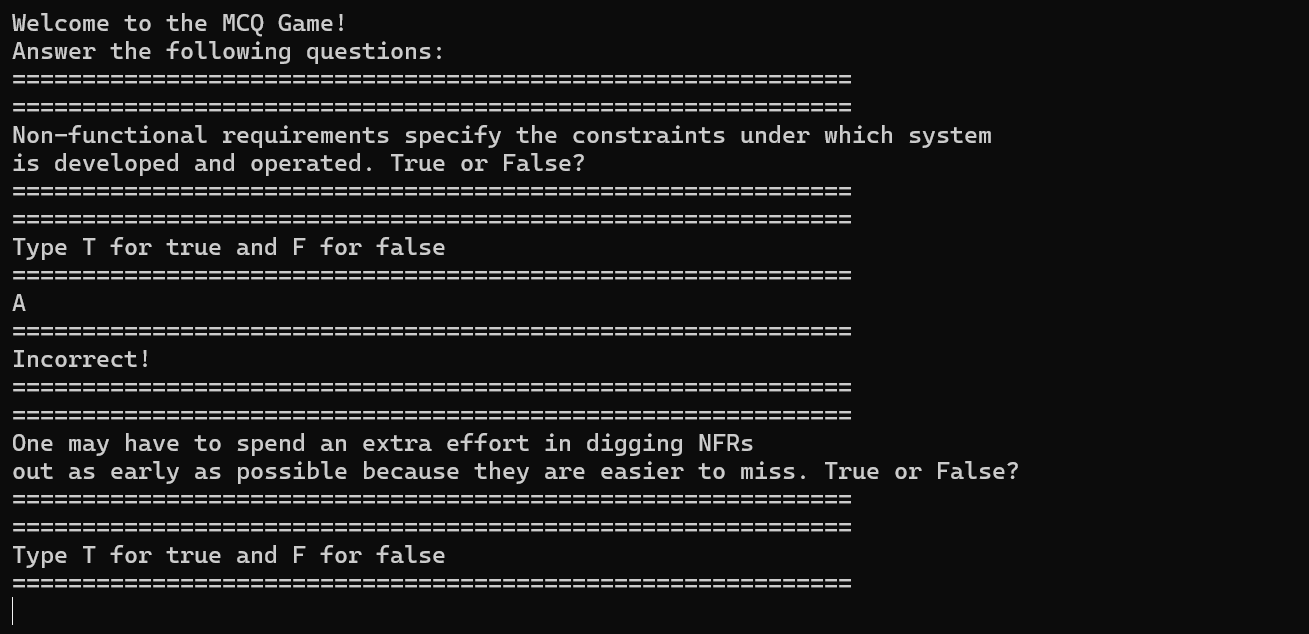 Welcome to the MCQ Game!
Answer the following questions:
============================================================
============================================================
Non-functional requirements specify the constraints under which system
is developed and operated. True or False?
============================================================
============================================================
Type T for true and F for false
============================================================
A
============================================================
Incorrect!
============================================================
============================================================
One may have to spend an extra effort in digging NFRs
out as early as possible because they are easier to miss. True or False?
============================================================
============================================================
Type T for true and F for false
============================================================